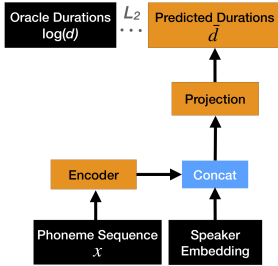 Oracle Durations
log(d)
L₂
Predicted Durations
d̄
Projection
Encoder
Concat
Phoneme Sequence
x
Speaker
Embedding